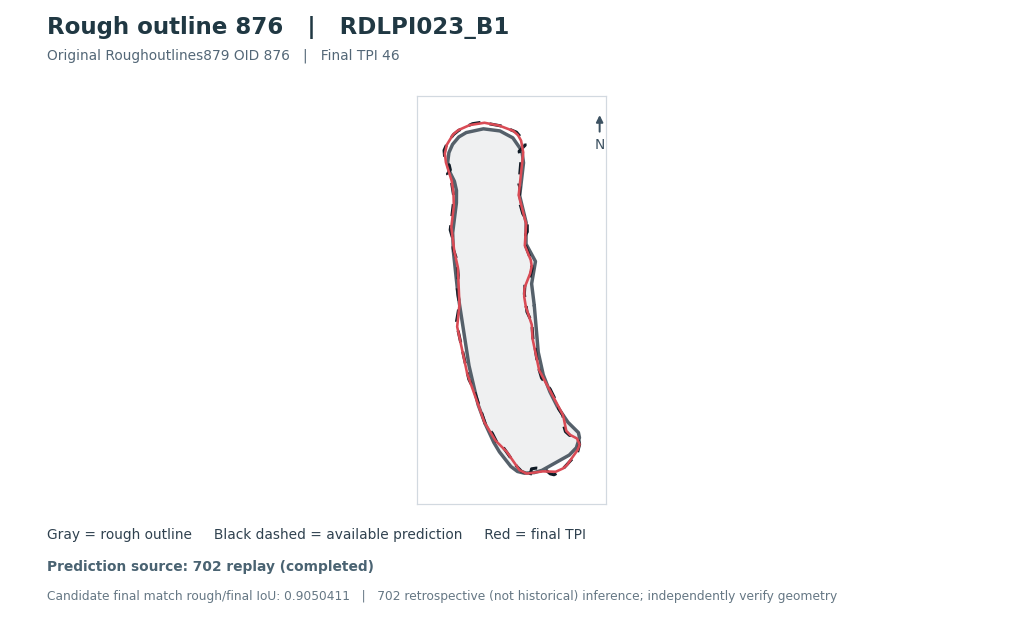 Rough outline 876   |   RDLPI023_B1
Original Roughoutlines879 OID 876   |   Final TPI 46
N
Gray = rough outline     Black dashed = available prediction     Red = final TPI
Prediction source: 702 replay (completed)
Candidate final match rough/final IoU: 0.9050411   |   702 retrospective (not historical) inference; independently verify geometry